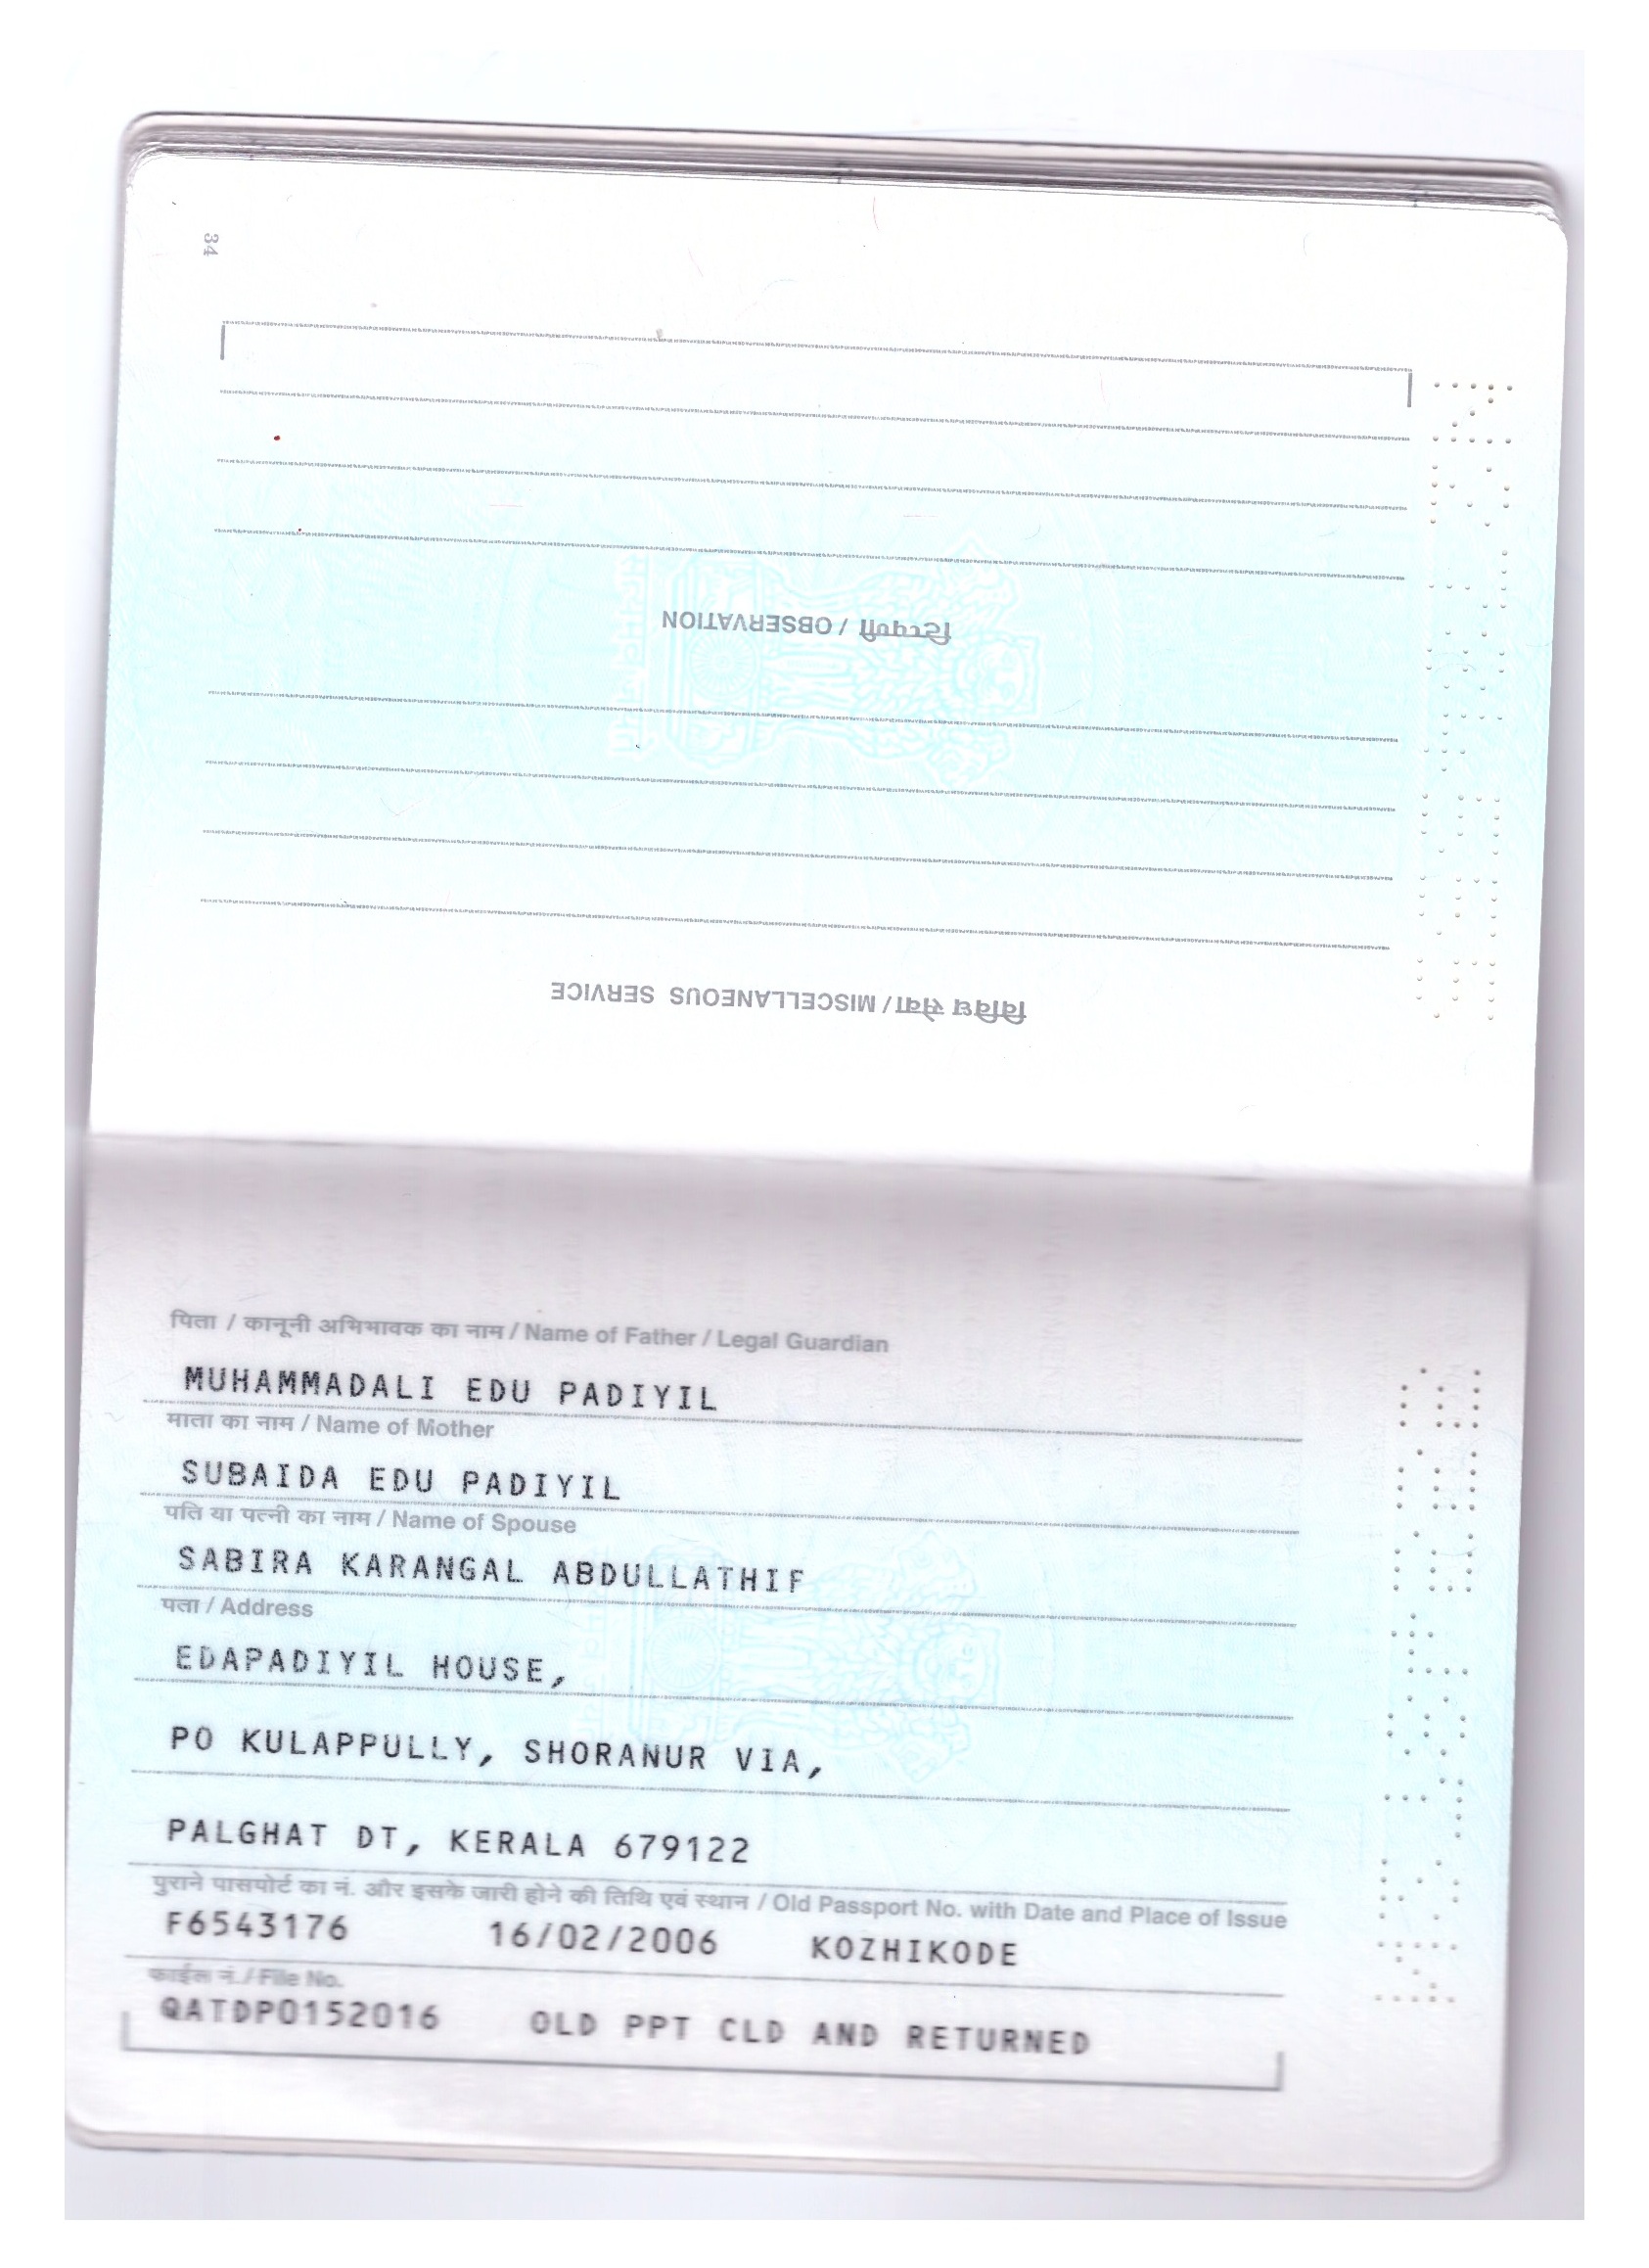 34
टिप्पणी / OBSERVATION
विविध सेवा / MISCELLANEOUS SERVICE
पिता / कानूनी अभिभावक का नाम / Name of Father / Legal Guardian
MUHAMMADALI EDU PADIYIL
माता का नाम / Name of Mother
SUBAIDA EDU PADIYIL
पति या पत्नी का नाम / Name of Spouse
SABIRA KARANGAL ABDULLATHIF
पता / Address
EDAPADIYIL HOUSE,
PO KULAPPULLY, SHORANUR VIA,
PALGHAT DT, KERALA 679122
पुराने पासपोर्ट का नं. और इसके जारी होने की तिथि एवं स्थान / Old Passport No. with Date and Place of Issue
F6543176 16/02/2006 KOZHIKODE
फाईल नं./ File No.
QATDP0152016 OLD PPT CLD AND RETURNED